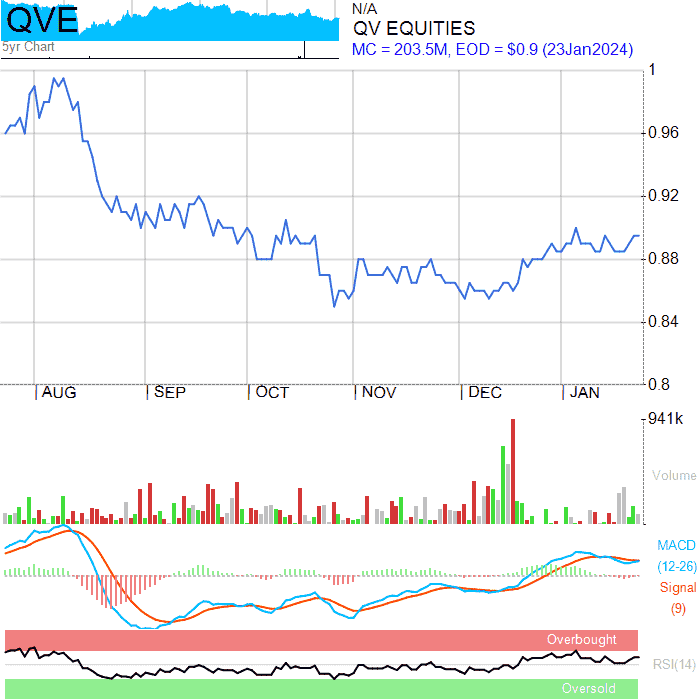 QVE
5yr Chart
N/A
QV EQUITIES
MC = 203.5M, EOD = $0.9 (23Jan2024)
1
0.96
0.92
0.88
0.84
0.8
AUG SEP OCT NOV DEC JAN
941k
Volume
MACD
(12-26)
Signal
(9)
Overbought
RSI(14)
Oversold